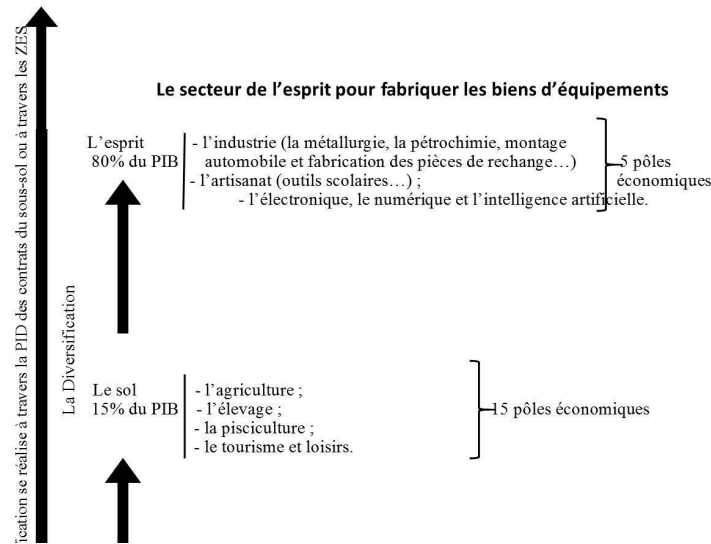 Le secteur de l’esprit pour fabriquer les biens d’équipements
L’esprit
80% du PIB
- l’industrie (la métallurgie, la pétrochimie, montage
automobile et fabrication des pièces de rechange…)
- l’artisanat (outils scolaires…) ;
- l’électronique, le numérique et l’intelligence artificielle.
5 pôles
économiques
Le sol
15% du PIB
- l’agriculture ;
- l’élevage ;
- la pisciculture ;
- le tourisme et loisirs.
15 pôles économiques
La Diversification
se réalise à travers la PID des contrats du sous-sol ou à travers les ZES